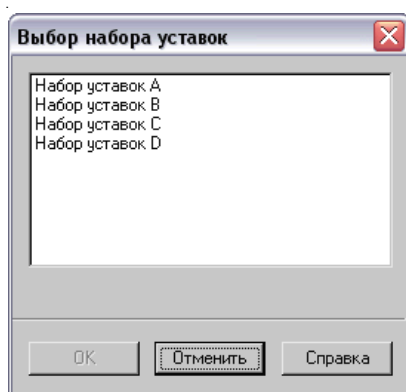 Выбор набора уставок
Набор уставок A
Набор уставок B
Набор уставок C
Набор уставок D
OK
Отменить
Справка